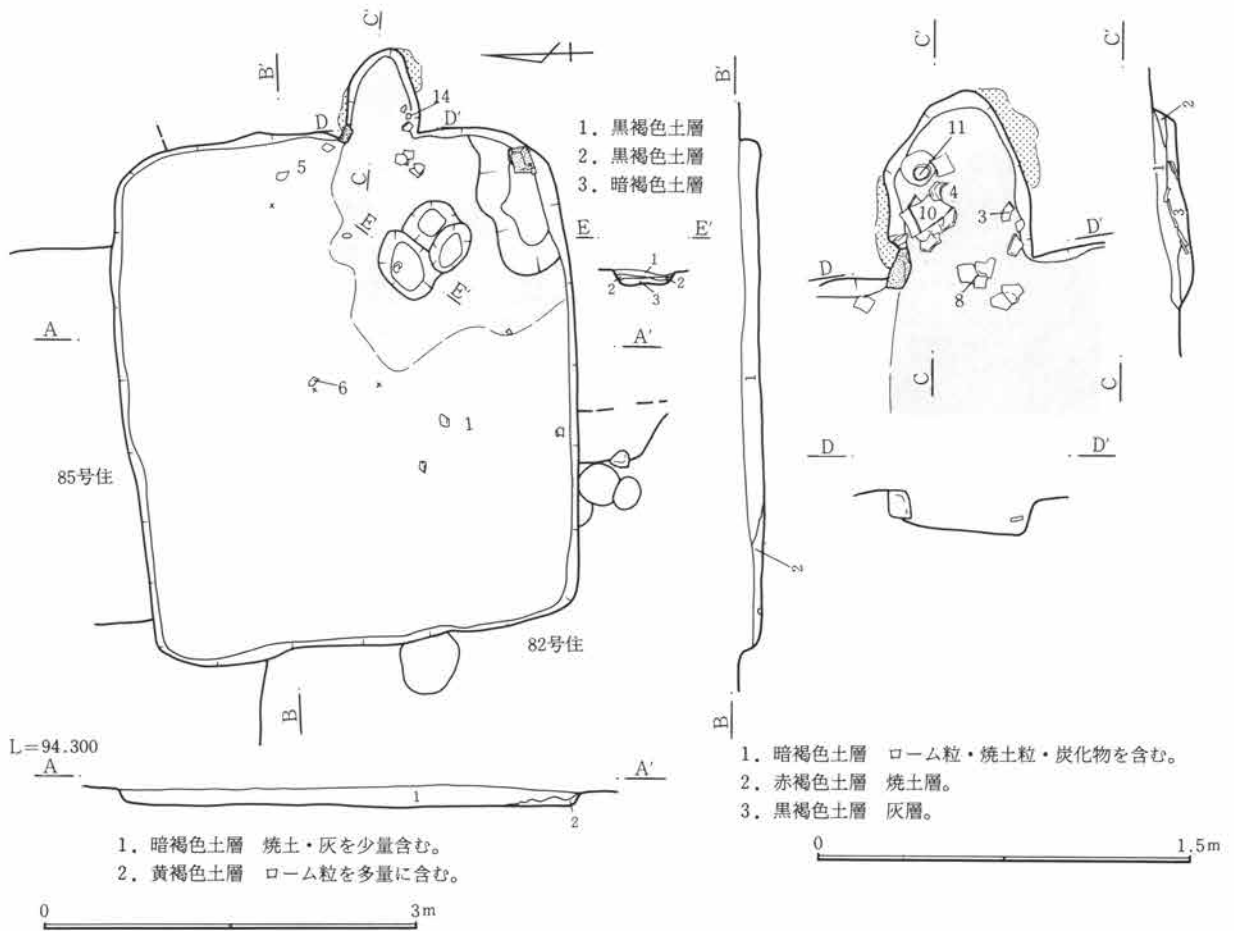 C'
B'
14
D
D'
5
C
E
E'
A
A'
6
1
85号住
82号住
B
L=94.300
A
A'
1
2
1. 暗褐色土層 焼土・灰を少量含む。
2. 黄褐色土層 ローム粒を多量に含む。
0
3m
1. 黒褐色土層
2. 黒褐色土層
3. 暗褐色土層
E
E'
1
2
2
3
B'
1
2
B
C'
C'
11
4
10
3
8
D
D'
C
C
2
1
3
D
D'
1. 暗褐色土層 ローム粒・焼土粒・炭化物を含む。
2. 赤褐色土層 焼土層。
3. 黒褐色土層 灰層。
0
1.5m